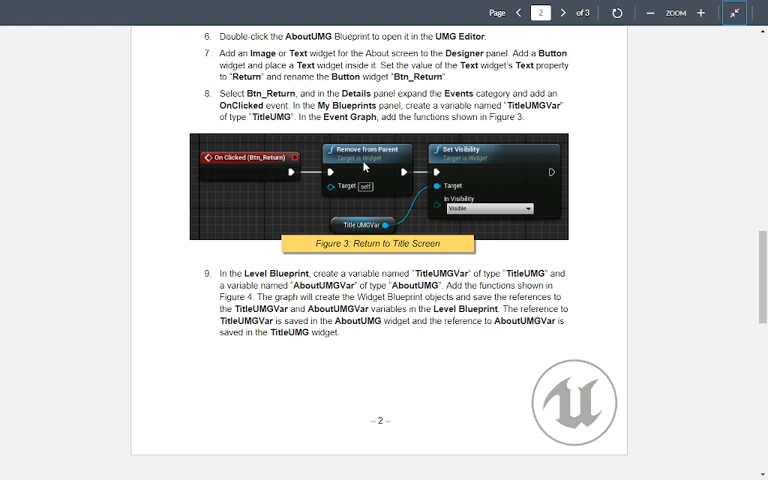 Page 2 of 3 ZOOM
6. Double-click the AboutUMG Blueprint to open it in the UMG Editor.
7. Add an Image or Text widget for the About screen to the Designer panel. Add a Button
widget and place a Text widget inside it. Set the value of the Text widget's Text property
to "Return" and rename the Button widget "Btn_Return".
8. Select Btn_Return, and in the Details panel expand the Events category and add an
OnClicked event. In the My Blueprints panel, create a variable named "TitleUMGVar"
of type "TitleUMG". In the Event Graph, add the functions shown in Figure 3.
On Clicked (Btn_Return)
Remove from Parent
Target is Widget
Target self
Title UMGVar
Set Visibility
Target is Widget
Target
In Visibility
Visible
Figure 3: Return to Title Screen
9. In the Level Blueprint, create a variable named "TitleUMGVar" of type "TitleUMG" and
a variable named "AboutUMGVar" of type "AboutUMG". Add the functions shown in
Figure 4. The graph will create the Widget Blueprint objects and save the references to
the TitleUMGVar and AboutUMGVar variables in the Level Blueprint. The reference to
TitleUMGVar is saved in the AboutUMG widget and the reference to AboutUMGVar is
saved in the TitleUMG widget.
– 2 –